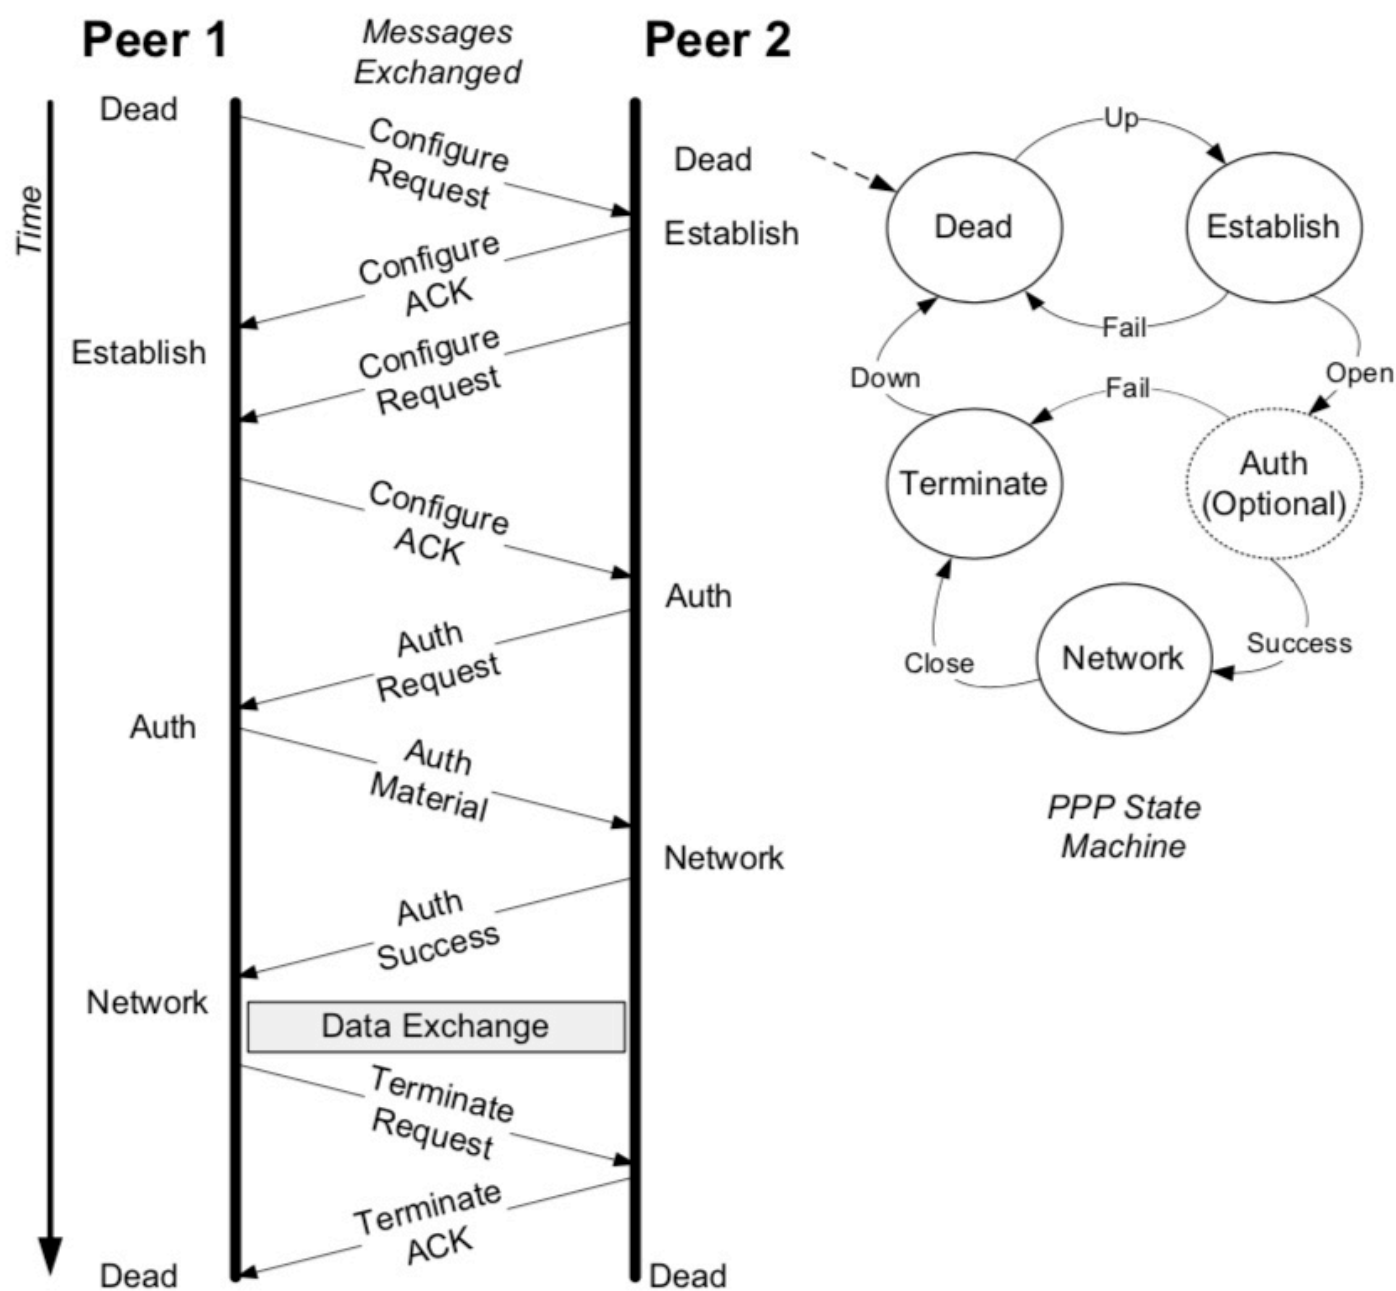 Peer 1
Messages
Exchanged
Peer 2
Time
Dead
Configure
Request
Dead
Establish
Configure
ACK
Establish
Configure
Request
Configure
ACK
Auth
Auth
Request
Auth
Auth
Material
Network
Auth
Success
Network
Data Exchange
Terminate
Request
Terminate
ACK
Dead
Dead
Up
Dead
Establish
Fail
Down
Fail
Open
Terminate
Auth
(Optional)
Close
Network
Success
PPP State
Machine